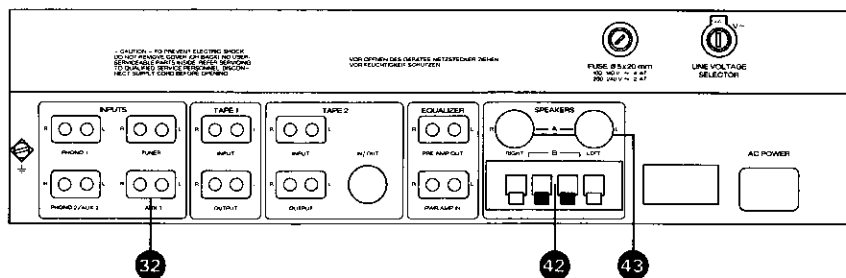 - CAUTION - TO PREVENT ELECTRIC SHOCK
DO NOT REMOVE COVER (OR BACK) NO USER-
SERVICEABLE PARTS INSIDE REFER SERVICING
TO QUALIFIED SERVICE PERSONNEL DISCON-
NECT SUPPLY CORD BEFORE OPENING
VOR ÖFFNEN DES GERÄTES NETZSTECKER ZIEHEN
VOR FEUCHTIGKEIT SCHÜTZEN
FUSE Ø 5x20 mm
V~
LINE VOLTAGE
SELECTOR
INPUTS
TAPE 1
TAPE 2
EQUALIZER
SPEAKERS
R L R L R L R L R L R A L
PHONO 1
TUNER
INPUT
INPUT
IN/OUT
PRE AMP OUT
RIGHT B LEFT
AC POWER
R L R L R L R L R L
PHONO 2/AUX 2
AUX 1
OUTPUT
OUTPUT
PWR AMP IN
32
42
43